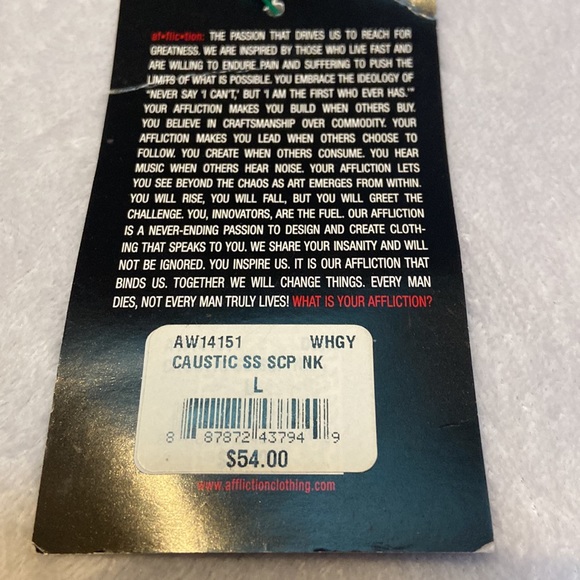 af•flic•tion: THE PASSION THAT DRIVES US TO REACH FOR
GREATNESS. WE ARE INSPIRED BY THOSE WHO LIVE FAST AND
ARE WILLING TO ENDURE PAIN AND SUFFERING TO PUSH THE
LIMITS OF WHAT IS POSSIBLE. YOU EMBRACE THE IDEOLOGY OF
"NEVER SAY 'I CAN'T,' BUT 'I AM THE FIRST WHO EVER HAS.'"
YOUR AFFLICTION MAKES YOU BUILD WHEN OTHERS BUY.
YOU BELIEVE IN CRAFTSMANSHIP OVER COMMODITY. YOUR
AFFLICTION MAKES YOU LEAD WHEN OTHERS CHOOSE TO
FOLLOW. YOU CREATE WHEN OTHERS CONSUME. YOU HEAR
MUSIC WHEN OTHERS HEAR NOISE. YOUR AFFLICTION LETS
YOU SEE BEYOND THE CHAOS AS ART EMERGES FROM WITHIN.
YOU WILL RISE, YOU WILL FALL, BUT YOU WILL GREET THE
CHALLENGE. YOU, INNOVATORS, ARE THE FUEL. OUR AFFLICTION
IS A NEVER-ENDING PASSION TO DESIGN AND CREATE CLOTH-
ING THAT SPEAKS TO YOU. WE SHARE YOUR INSANITY AND WILL
NOT BE IGNORED. YOU INSPIRE US. IT IS OUR AFFLICTION THAT
BINDS US. TOGETHER WE WILL CHANGE THINGS. EVERY MAN
DIES, NOT EVERY MAN TRULY LIVES! WHAT IS YOUR AFFLICTION?
AW14151 WHGY
CAUSTIC SS SCP NK
L
8 87872 43794 9
$54.00
www.afflictionclothing.com